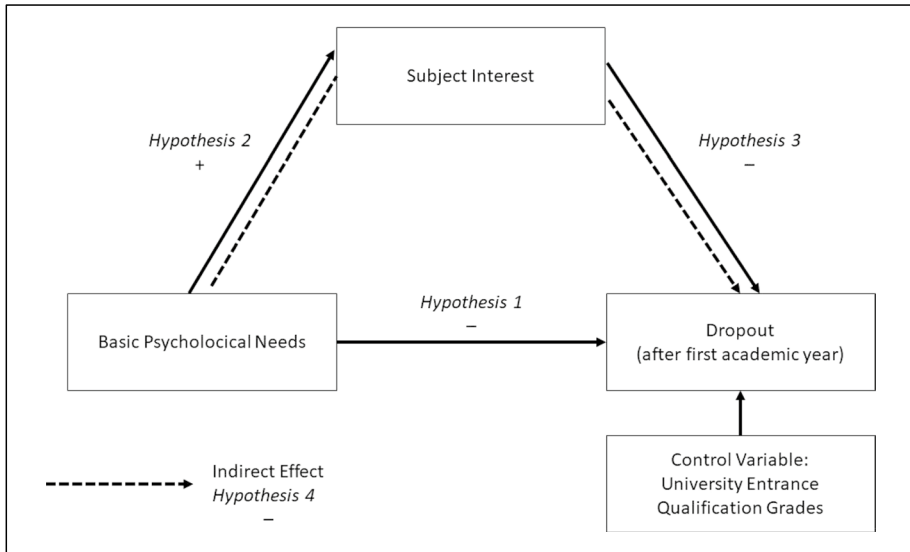 Subject Interest
Hypothesis 2
+
Hypothesis 3
–
Hypothesis 1
–
Basic Psycholocical Needs
Dropout
(after first academic year)
Indirect Effect
Hypothesis 4
–
Control Variable:
University Entrance
Qualification Grades